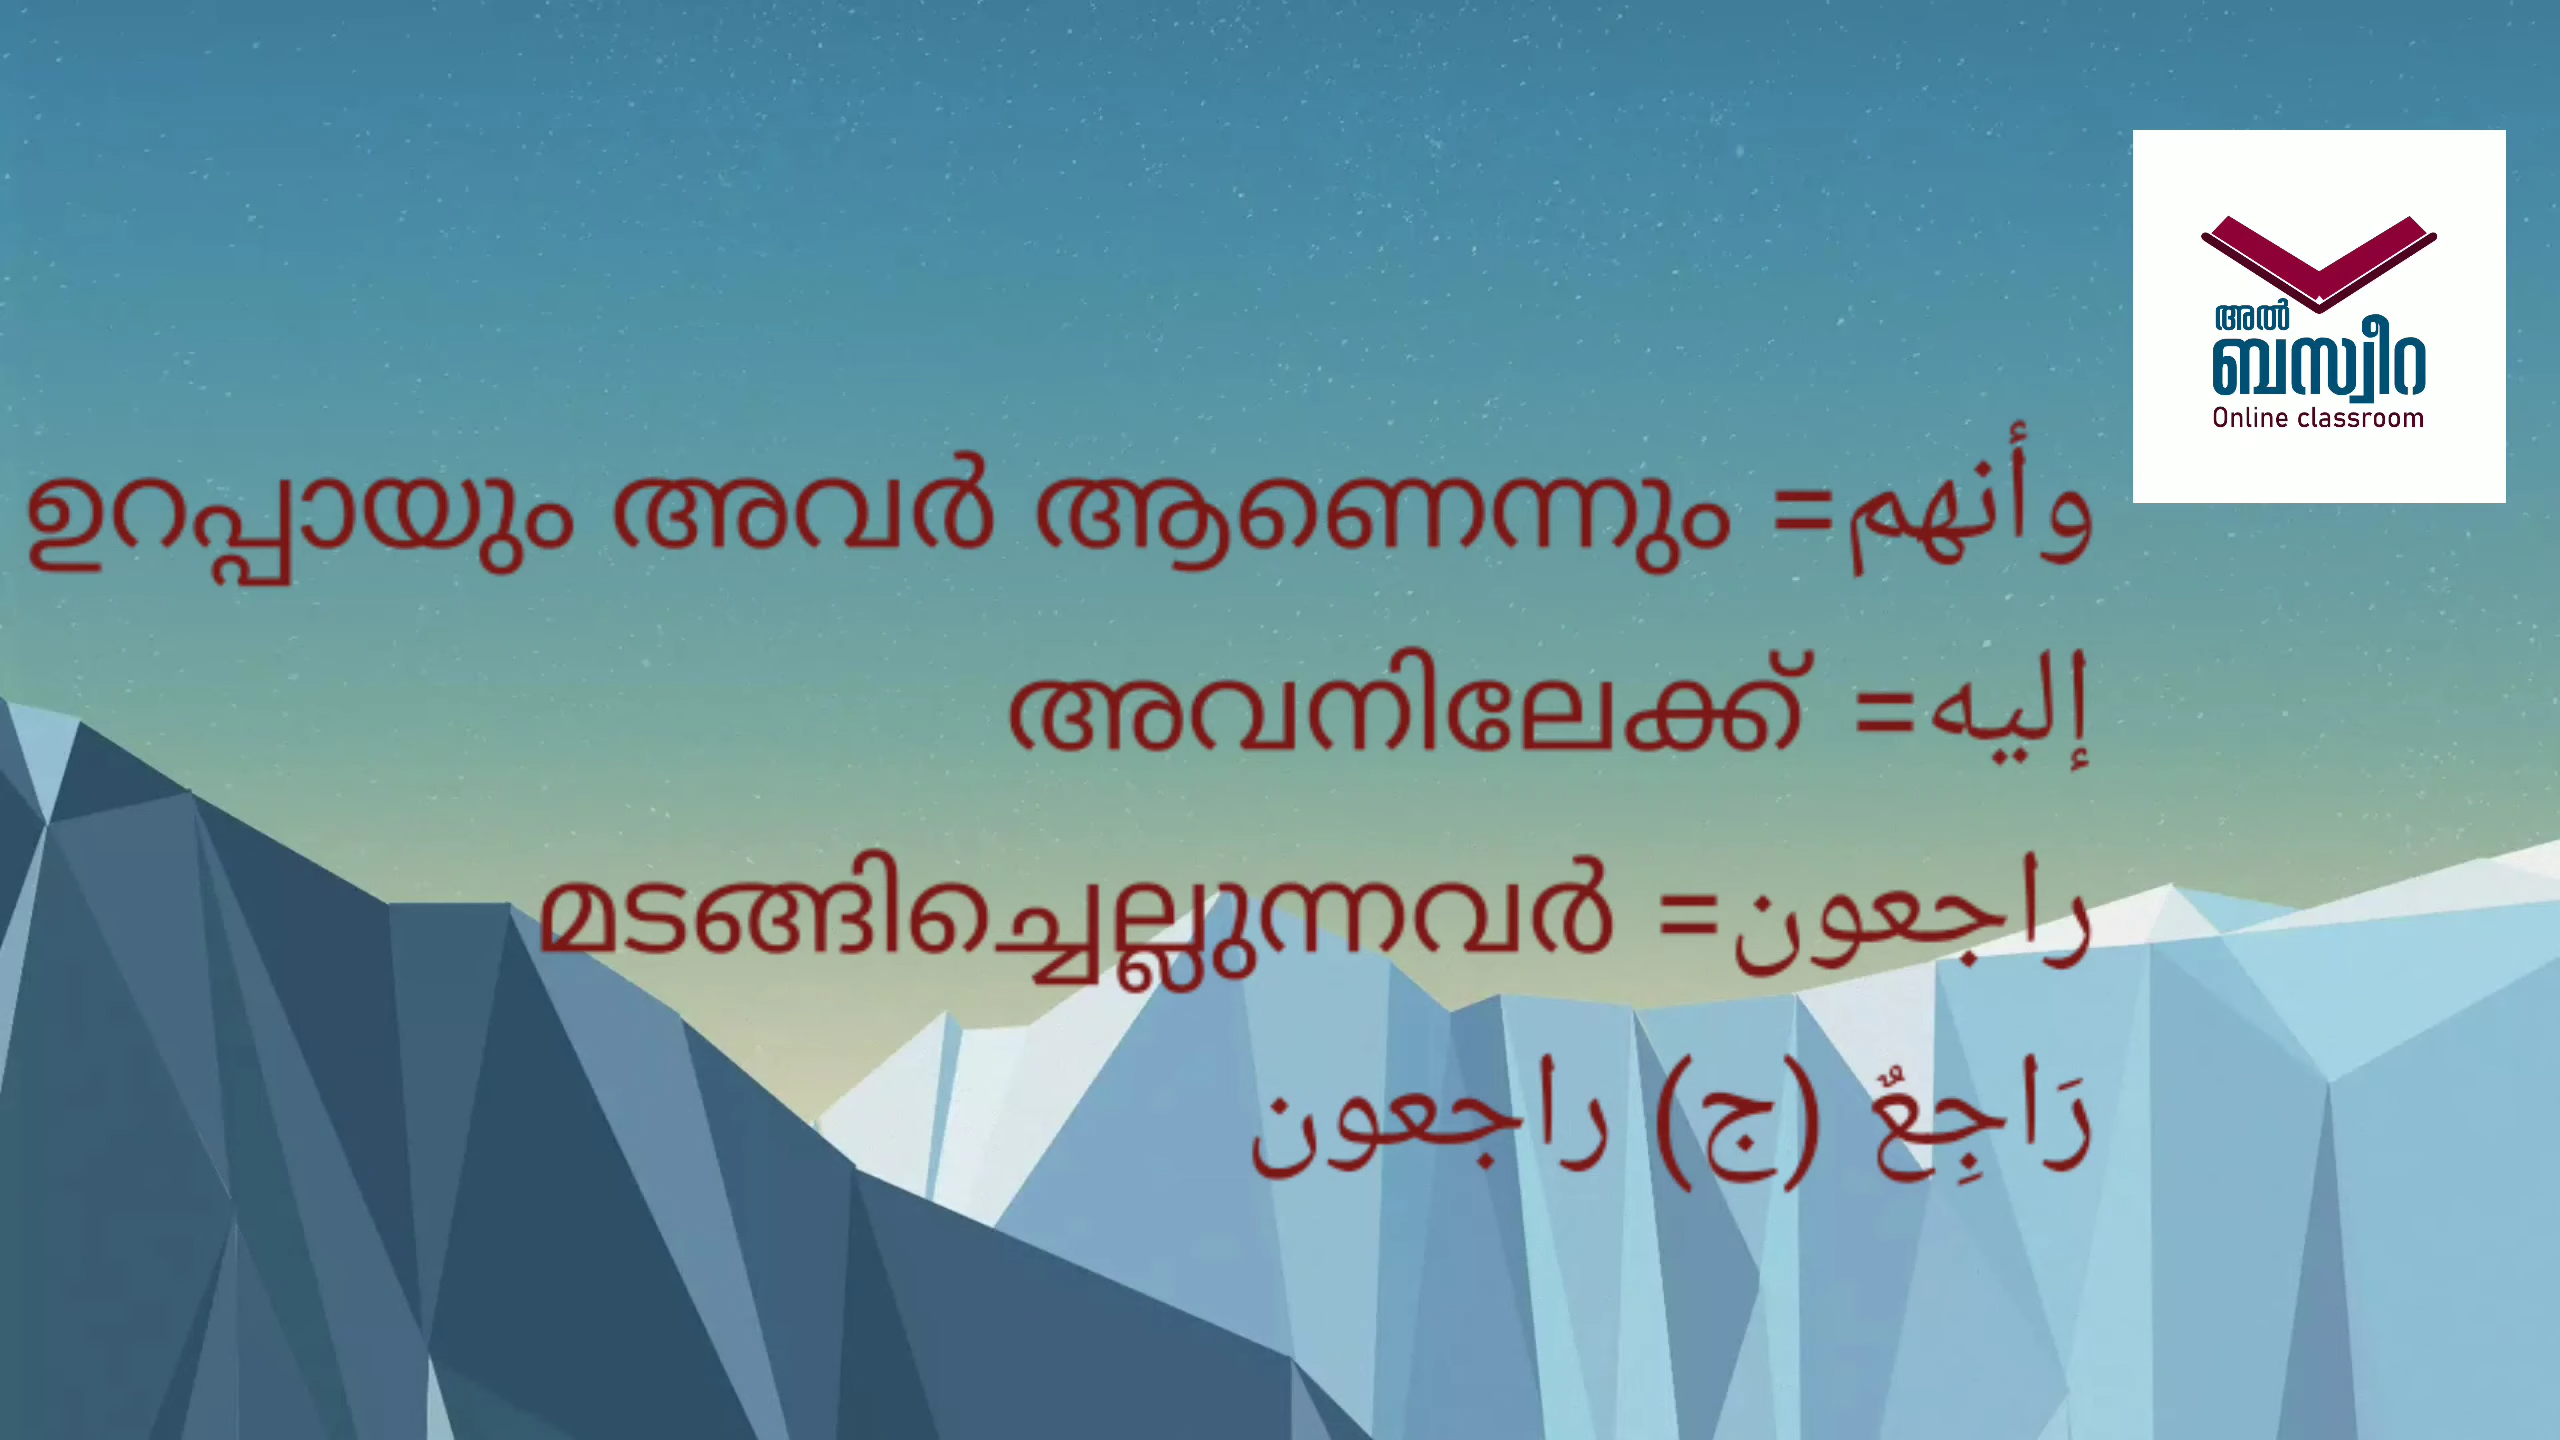 അൽ
ബസ്വീറ
Online classroom
وأنهم= ഉറപ്പായും അവർ ആണെന്നും
إليه= അവനിലേക്ക്
راجعون= മടങ്ങിച്ചെല്ലുന്നവർ
رَاجِعٌ (ج) راجعون